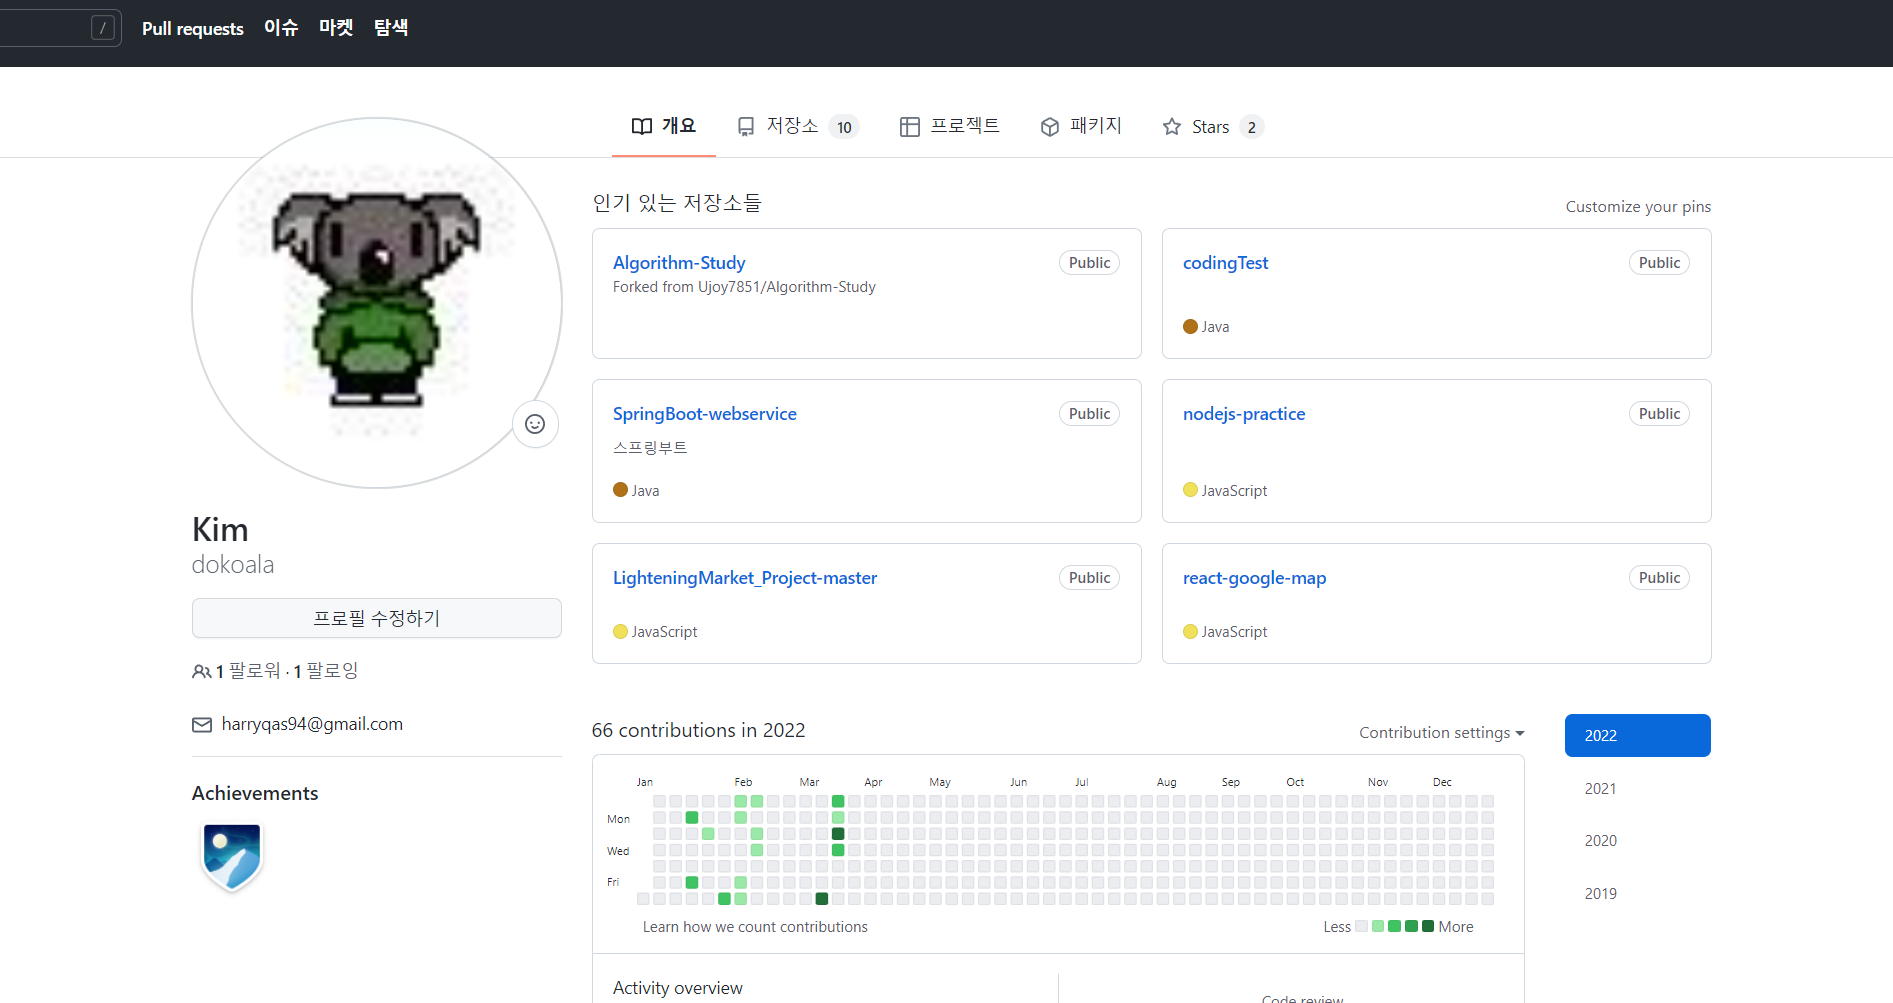 / Pull requests 이슈 마켓 탐색
개요 저장소 10 프로젝트 패키지 Stars 2
인기 있는 저장소들
Customize your pins
Algorithm-Study Public
Forked from Ujoy7851/Algorithm-Study
codingTest Public
Java
SpringBoot-webservice Public
스프링부트
Java
nodejs-practice Public
JavaScript
LighteningMarket_Project-master Public
JavaScript
react-google-map Public
JavaScript
Kim
dokoala
프로필 수정하기
1 팔로워 · 1 팔로잉
harryqas94@gmail.com
Achievements
66 contributions in 2022
Contribution settings
Jan Feb Mar Apr May Jun Jul Aug Sep Oct Nov Dec
Mon
Wed
Fri
Learn how we count contributions
Less More
2022
2021
2020
2019
Activity overview
Code review